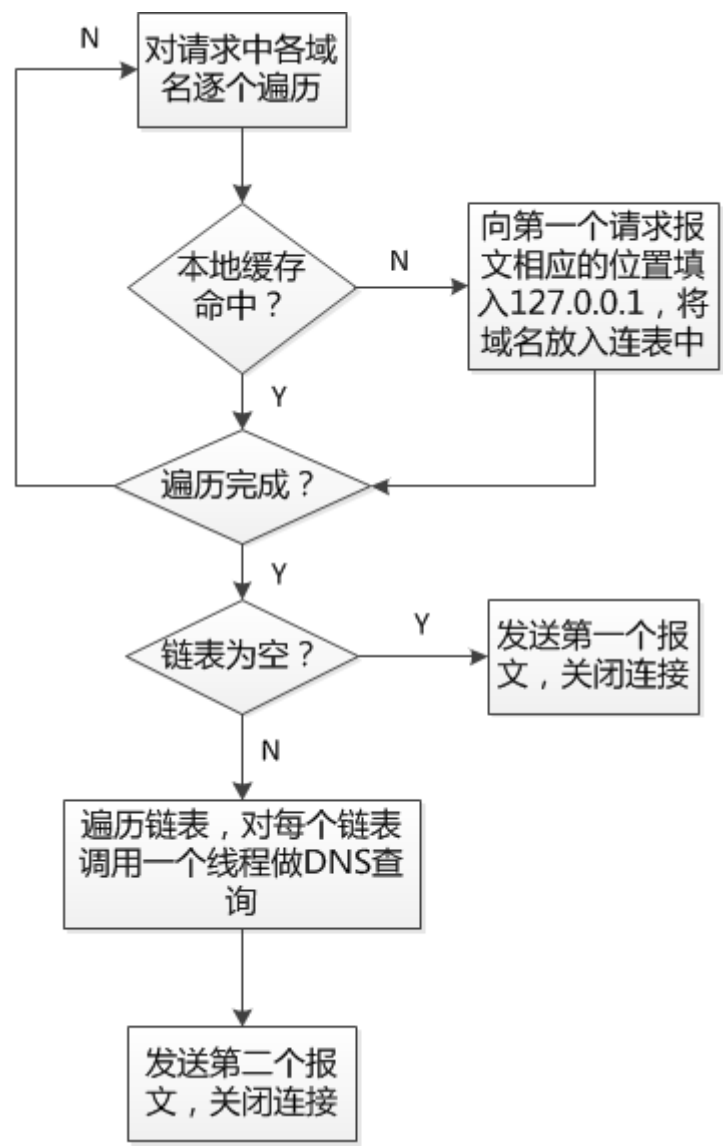 N
对请求中各域
名逐个遍历
本地缓存
命中？
N
向第一个请求报
文相应的位置填
入127.0.0.1，将
域名放入连表中
Y
遍历完成？
Y
链表为空？
Y
发送第一个报
文，关闭连接
N
遍历链表，对每个链表
调用一个线程做DNS查
询
发送第二个报
文，关闭连接